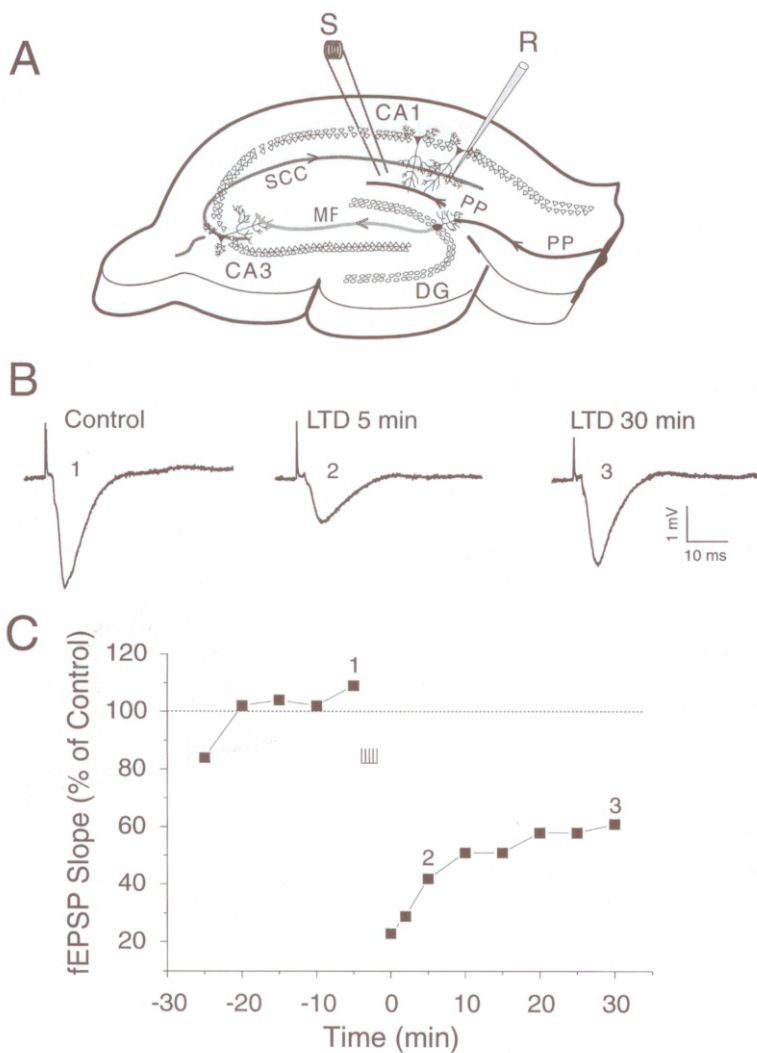 A
S
R
CA1
SCC
PP
MF
PP
CA3
DG
B
Control
LTD 5 min
LTD 30 min
1
2
3
1 mV
10 ms
C
fEPSP Slope (% of Control)
120
100
80
60
40
20
1
2
3
-30
-20
-10
0
10
20
30
Time (min)